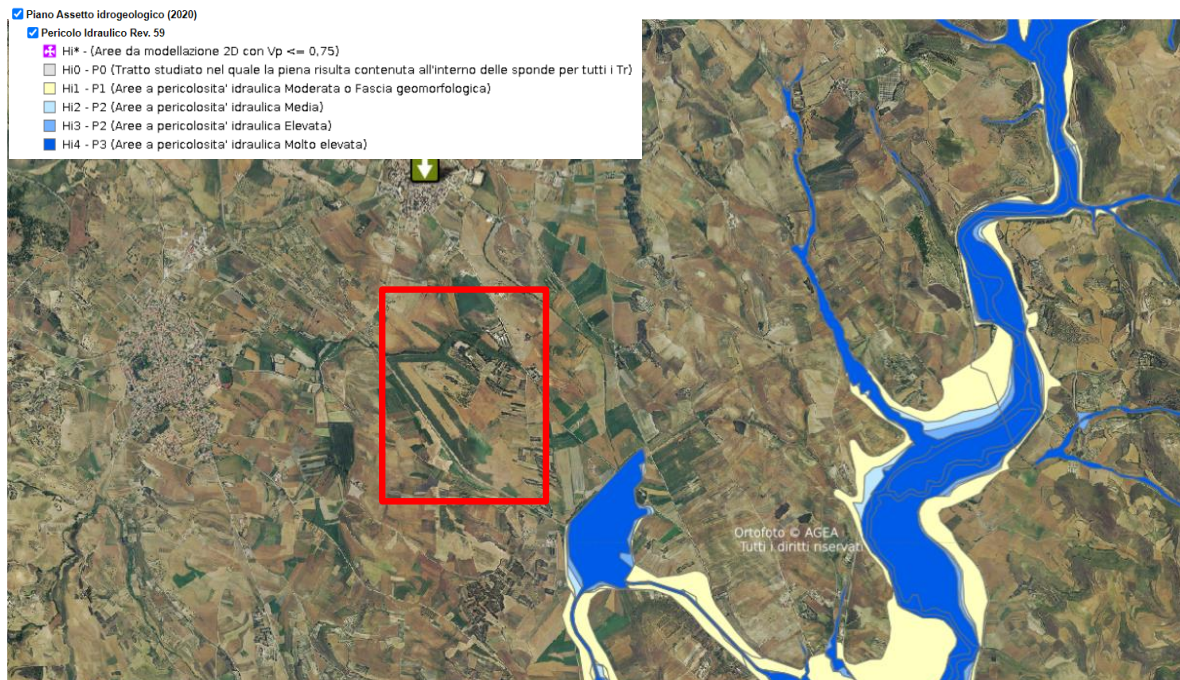 Piano Assetto idrogeologico (2020)
Pericolo Idraulico Rev. 59
Hi* - (Aree da modellazione 2D con Vp <= 0,75)
Hi0 - P0 (Tratto studiato nel quale la piena risulta contenuta all'interno delle sponde per tutti i Tr)
Hi1 - P1 (Aree a pericolosita' idraulica Moderata o Fascia geomorfologica)
Hi2 - P2 (Aree a pericolosita' idraulica Media)
Hi3 - P2 (Aree a pericolosita' idraulica Elevata)
Hi4 - P3 (Aree a pericolosita' idraulica Molto elevata)
Ortofoto © AGEA
Tutti i diritti riservati